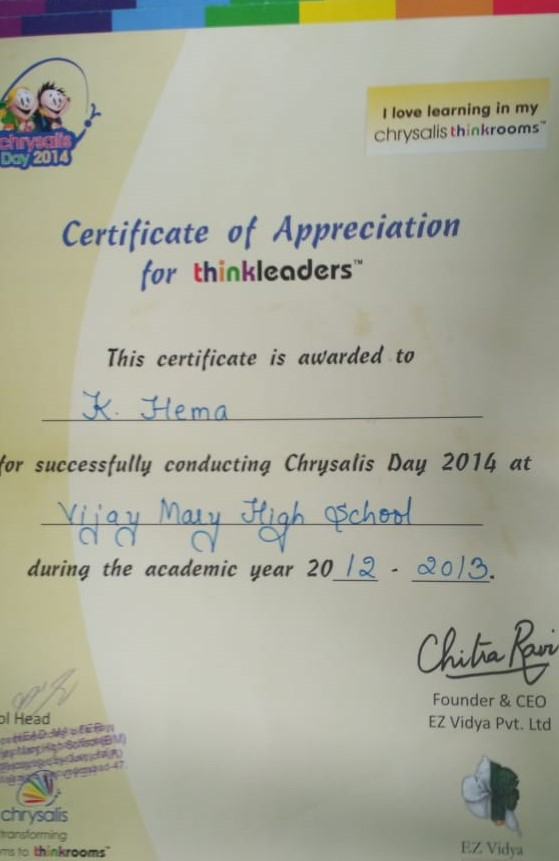 chrysalis
Day 2014
I love learning in my
chrysalis thinkrooms™
Certificate of Appreciation
for thinkleaders™
This certificate is awarded to
K. Hema
for successfully conducting Chrysalis Day 2014 at
Vijay Mary High School
during the academic year 2012 - 2013.
Chitra Ravi
Founder & CEO
EZ Vidya Pvt. Ltd
ol Head
chrysalis
transforming
ms to thinkrooms™
EZ Vidya